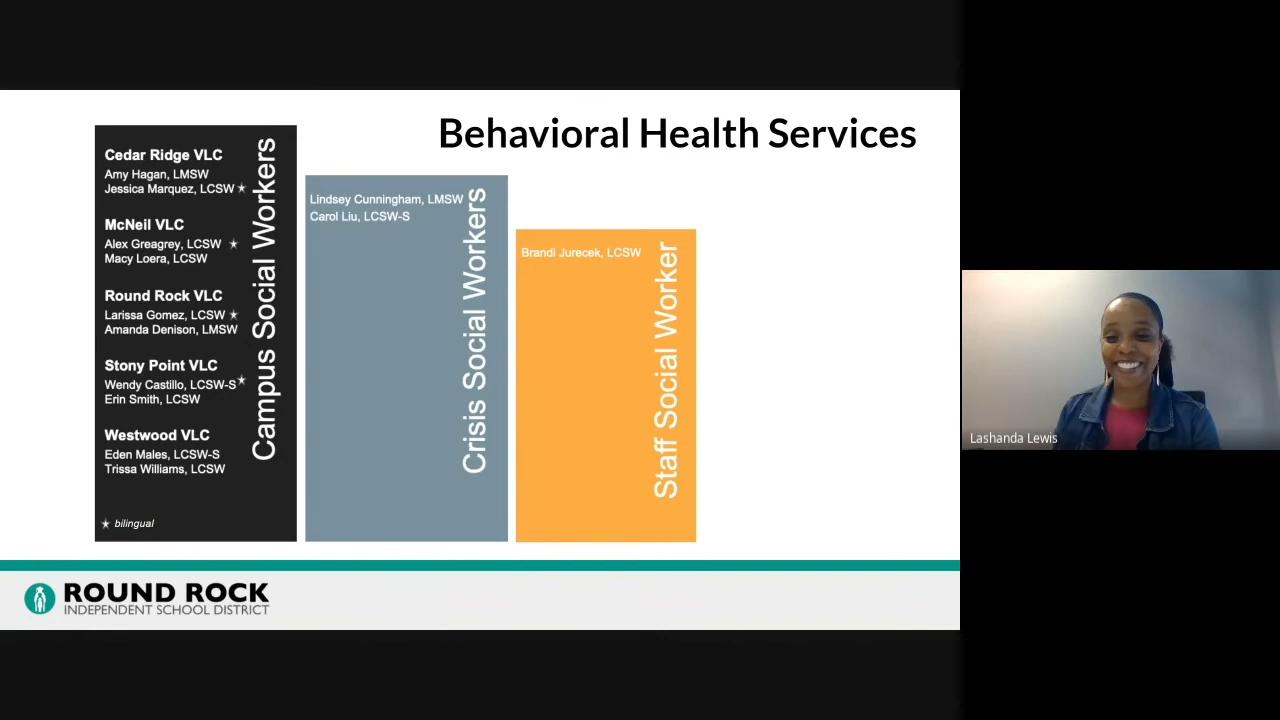 Behavioral Health Services
Cedar Ridge VLC
Amy Hagan, LMSW
Jessica Marquez, LCSW
McNeil VLC
Alex Greagrey, LCSW
Macy Loera, LCSW
Round Rock VLC
Larissa Gomez, LCSW
Amanda Denison, LMSW
Stony Point VLC
Wendy Castillo, LCSW-S
Erin Smith, LCSW
Westwood VLC
Eden Males, LCSW-S
Trissa Williams, LCSW
bilingual
Campus Social Workers
Lindsey Cunningham, LMSW
Carol Liu, LCSW-S
Crisis Social Workers
Brandi Jurecek, LCSW
Staff Social Worker
ROUND ROCK
INDEPENDENT SCHOOL DISTRICT
Lashanda Lewis